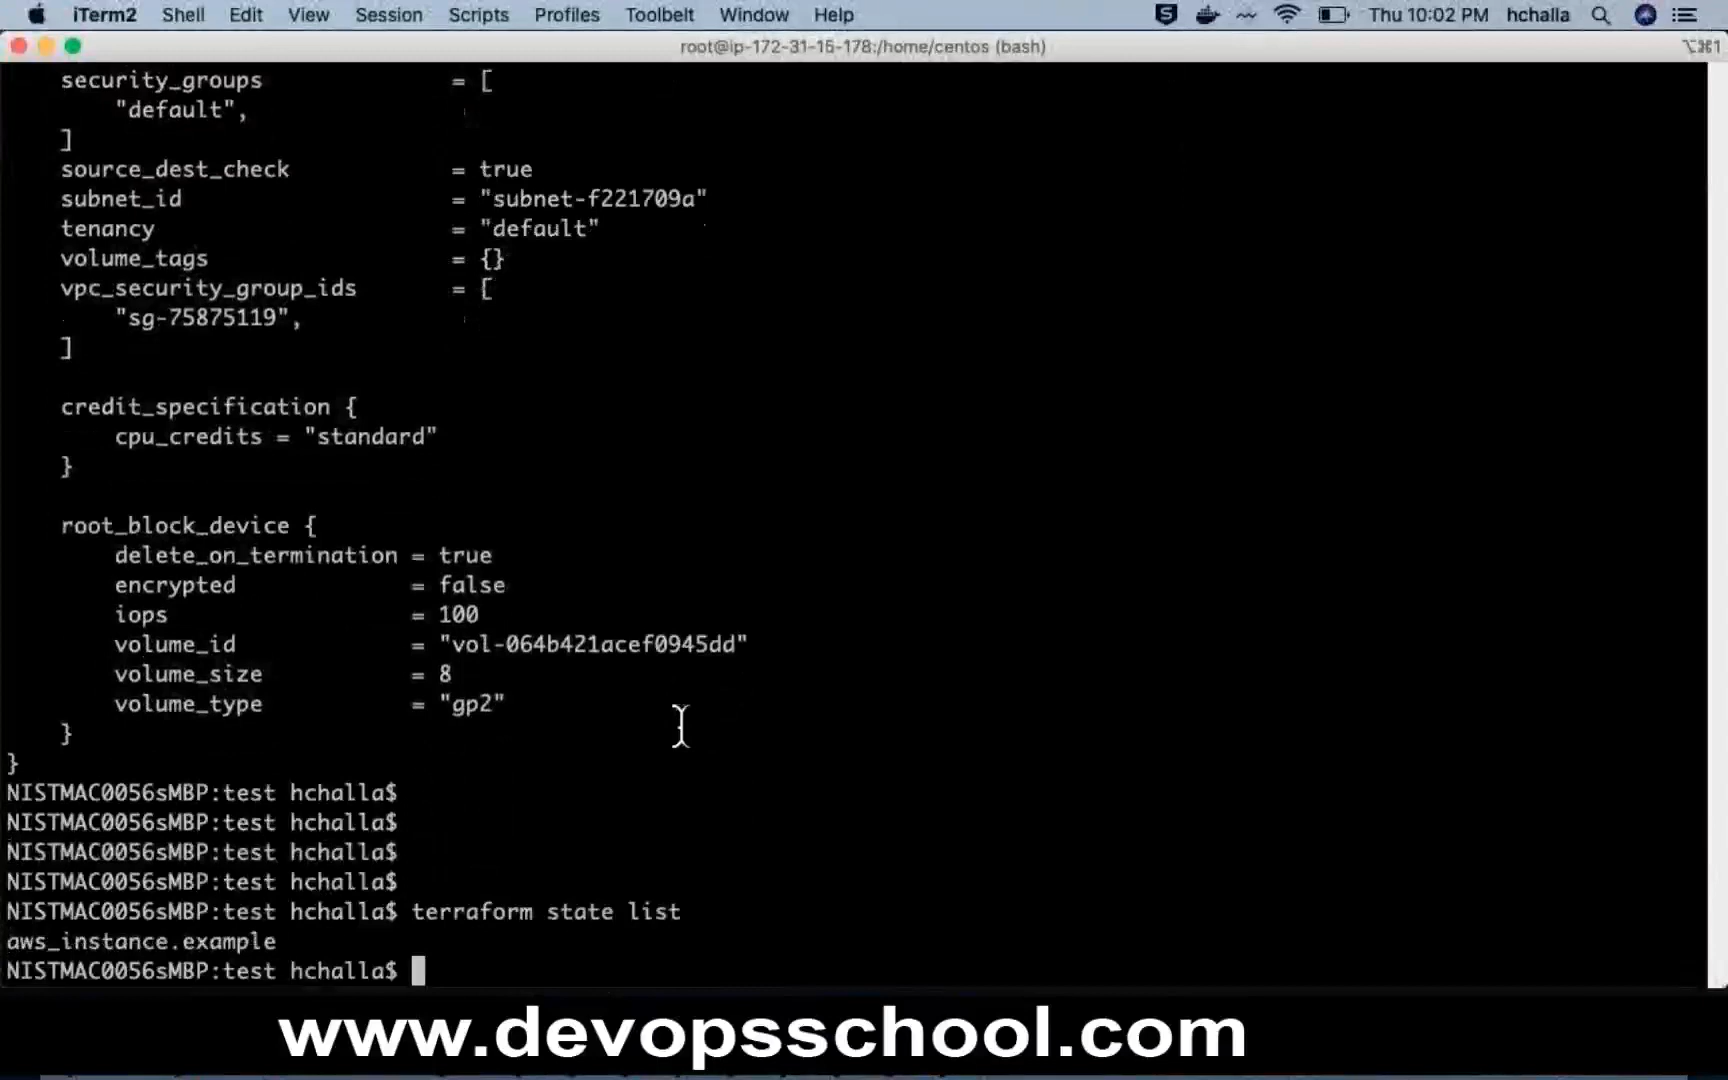 iTerm2 Shell Edit View Session Scripts Profiles Toolbelt Window Help Thu 10:02 PM hchalla
root@ip-172-31-15-178:/home/centos (bash) ⌥⌘1
security_groups = [
"default",
]
source_dest_check = true
subnet_id = "subnet-f221709a"
tenancy = "default"
volume_tags = {}
vpc_security_group_ids = [
"sg-75875119",
]
credit_specification {
cpu_credits = "standard"
}
root_block_device {
delete_on_termination = true
encrypted = false
iops = 100
volume_id = "vol-064b421acef0945dd"
volume_size = 8
volume_type = "gp2"
}
}
NISTMAC0056sMBP:test hchalla$
NISTMAC0056sMBP:test hchalla$
NISTMAC0056sMBP:test hchalla$
NISTMAC0056sMBP:test hchalla$
NISTMAC0056sMBP:test hchalla$ terraform state list
aws_instance.example
NISTMAC0056sMBP:test hchalla$
www.devopsschool.com